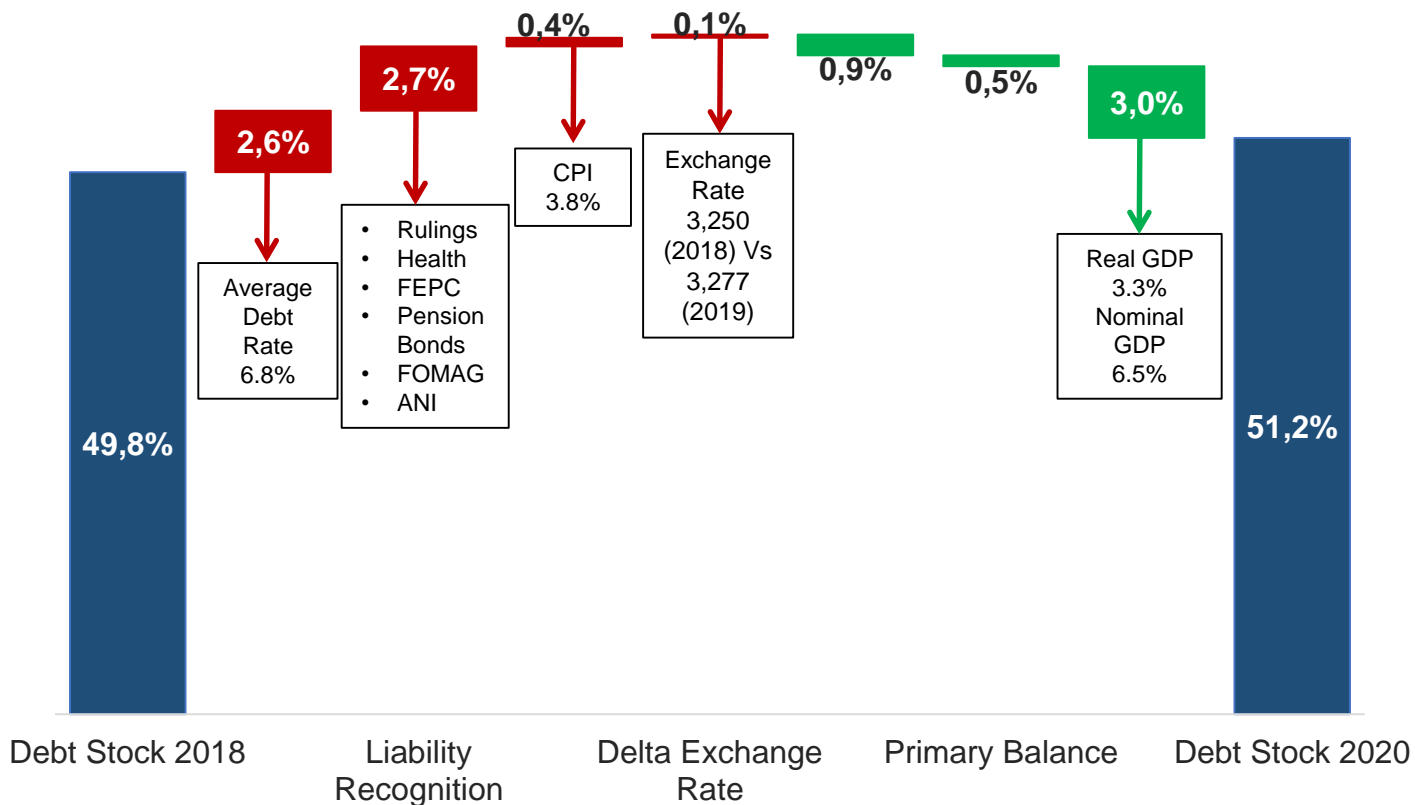 0,4%
0,1%
0,9%
0,5%
2,7%
3,0%
2,6%
CPI
3.8%
Exchange
Rate
3,250
(2018) Vs
3,277
(2019)
• Rulings
• Health
• FEPC
• Pension
Bonds
• FOMAG
• ANI
Average
Debt
Rate
6.8%
Real GDP
3.3%
Nominal
GDP
6.5%
49,8%
51,2%
Debt Stock 2018
Liability
Recognition
Delta Exchange
Rate
Primary Balance
Debt Stock 2020